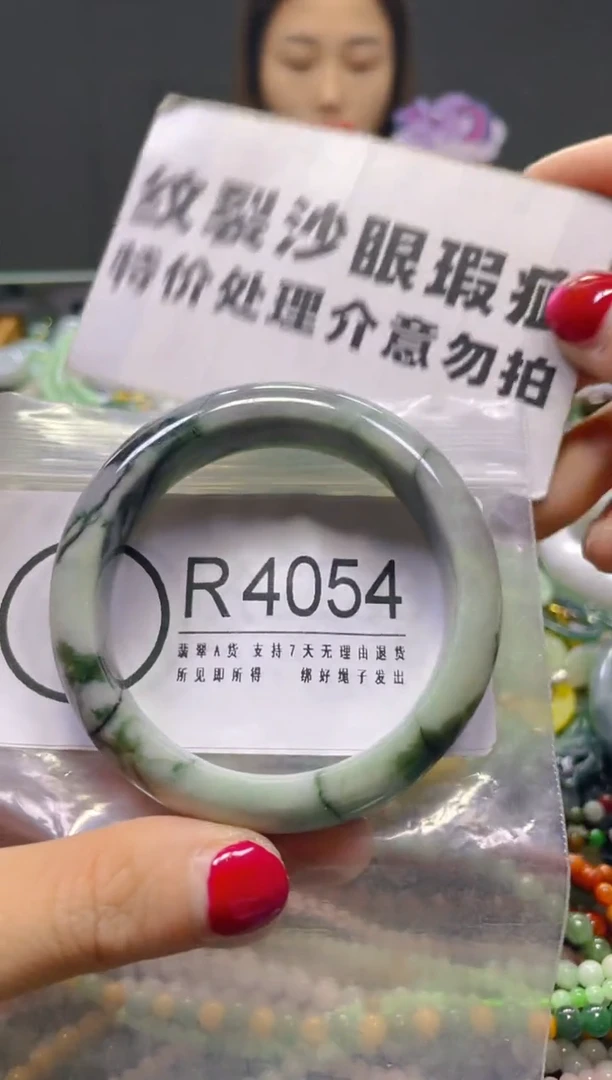 纹裂沙眼瑕疵
特价处理介意勿拍
R4054
翡翠A货 支持7天无理由退货
所见即所得 绑好绳子发出